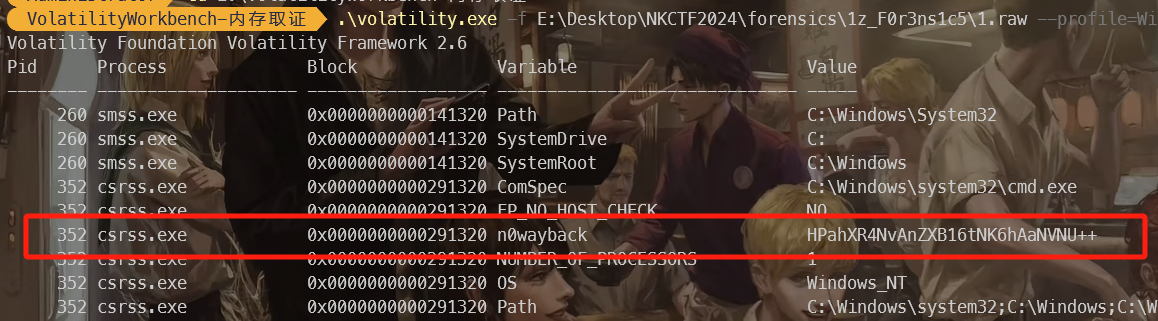 VolatilityWorkbench-内存取证 .\volatility.exe -f E:\Desktop\NKCTF2024\forensics\1z_F0r3ns1c5\1.raw --profile=Wi
Volatility Foundation Volatility Framework 2.6
Pid Process Block Variable Value
-------- -------------------- ------------------ ------------------------------ -----
260 smss.exe 0x0000000000141320 Path C:\Windows\System32
260 smss.exe 0x0000000000141320 SystemDrive C:
260 smss.exe 0x0000000000141320 SystemRoot C:\Windows
352 csrss.exe 0x0000000000291320 ComSpec C:\Windows\system32\cmd.exe
352 csrss.exe 0x0000000000291320 FP_NO_HOST_CHECK NO
352 csrss.exe 0x0000000000291320 n0wayback HPahXR4NvAnZXB16tNK6hAaNVNU++
352 csrss.exe 0x0000000000291320 NUMBER_OF_PROCESSORS 1
352 csrss.exe 0x0000000000291320 OS Windows_NT
352 csrss.exe 0x0000000000291320 Path C:\Windows\system32;C:\Windows;C:\W